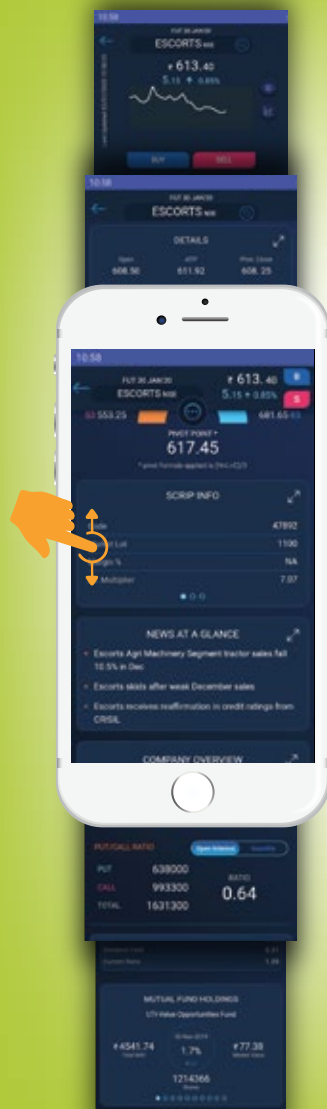 10:58
FUT 30 JAN'20
ESCORTS NSE
₹ 613.40
5.15 0.85%
BUY SELL
10:58
FUT 30 JAN'20
ESCORTS NSE
DETAILS
Open ATP Prev. Close
608.50 611.92 608.25
10:58
FUT 30 JAN'20 ₹ 613.40 B
ESCORTS NSE 5.15 0.85% S
S3 553.25 681.65 R3
PIVOT POINT *
617.45
SCRIP INFO
47892
Lot 1100
% NA
Multiplier 7.07
NEWS AT A GLANCE
Escorts Agri Machinery Segment tractor sales fall
10.5% in Dec
Escorts skids after weak December sales
Escorts receives reaffirmation in credit ratings from
CRISIL
COMPANY OVERVIEW
PUT/CALL RATIO Open Interest
PUT 638000 RATIO
CALL 993300 0.64
TOTAL 1631300
MUTUAL FUND HOLDINGS
UTI-Value Opportunities Fund
₹4541.74 1.7% ₹77.38
1214366